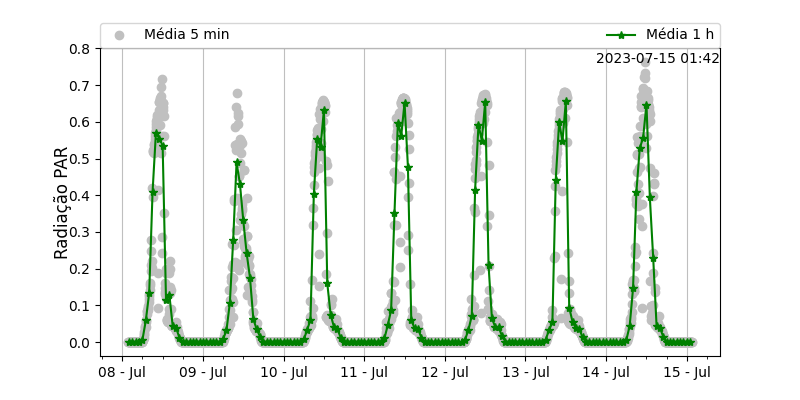 Média 5 min
Média 1 h
2023-07-15 01:42
Radiação PAR
0.8
0.7
0.6
0.5
0.4
0.3
0.2
0.1
0.0
08 - Jul
09 - Jul
10 - Jul
11 - Jul
12 - Jul
13 - Jul
14 - Jul
15 - Jul